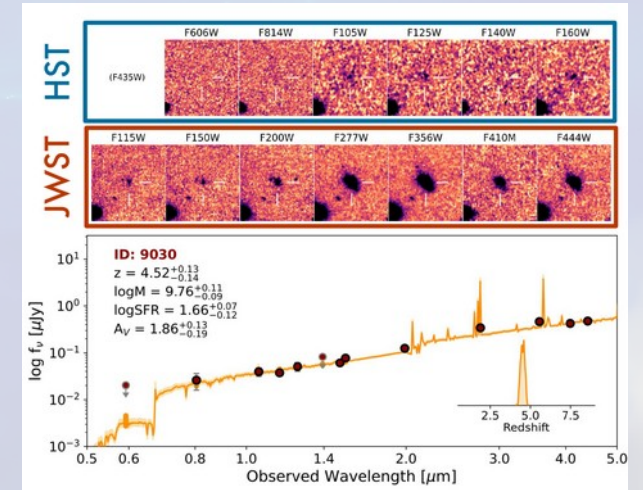 HST
F606W F814W F105W F125W F140W F160W
(F435W)
JWST
F115W F150W F200W F277W F356W F410M F444W
ID: 9030
z = 4.52+0.13 −0.14
logM = 9.76+0.11 −0.09
logSFR = 1.66+0.07 −0.12
AV = 1.86+0.13 −0.19
log fν [μJy]
10¹
10⁰
10⁻¹
10⁻²
10⁻³
2.5 5.0 7.5
Redshift
0.5 0.6 0.8 1.0 1.4 2.0 3.0 4.0 5.0
Observed Wavelength [μm]